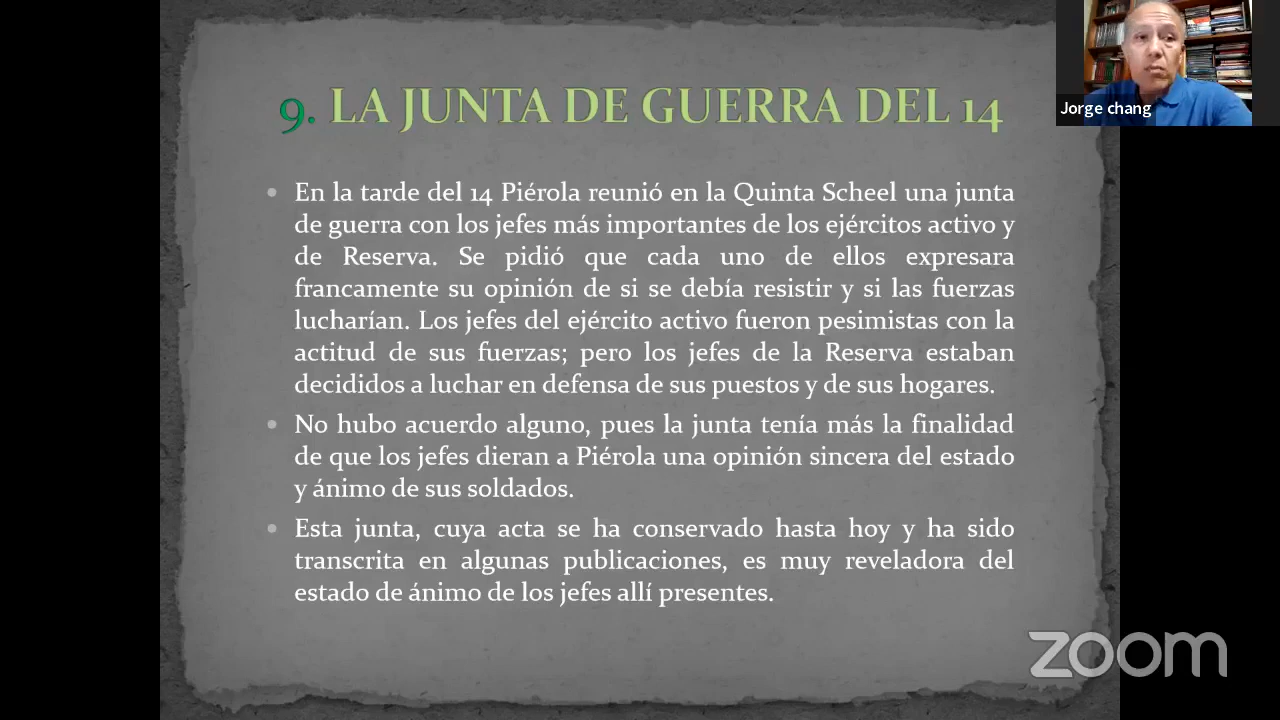 Jorge chang
9. LA JUNTA DE GUERRA DEL 14
• En la tarde del 14 Piérola reunió en la Quinta Scheel una junta
de guerra con los jefes más importantes de los ejércitos activo y
de Reserva. Se pidió que cada uno de ellos expresara
francamente su opinión de si se debía resistir y si las fuerzas
lucharían. Los jefes del ejército activo fueron pesimistas con la
actitud de sus fuerzas; pero los jefes de la Reserva estaban
decididos a luchar en defensa de sus puestos y de sus hogares.
• No hubo acuerdo alguno, pues la junta tenía más la finalidad
de que los jefes dieran a Piérola una opinión sincera del estado
y ánimo de sus soldados.
• Esta junta, cuya acta se ha conservado hasta hoy y ha sido
transcrita en algunas publicaciones, es muy reveladora del
estado de ánimo de los jefes allí presentes.
zoom